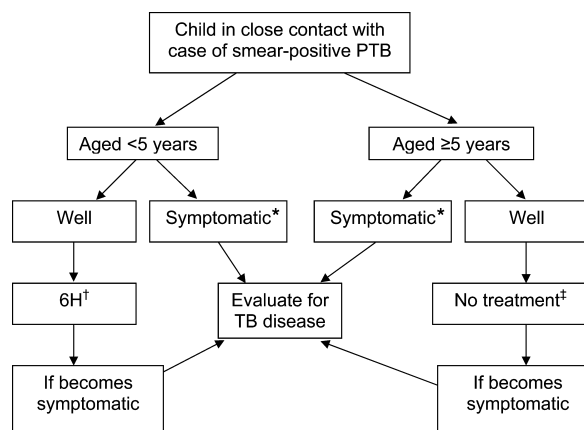 Child in close contact with
case of smear-positive PTB
Aged <5 years
Aged ≥5 years
Well
Symptomatic*
Symptomatic*
Well
6H†
Evaluate for
TB disease
No treatment‡
If becomes
symptomatic
If becomes
symptomatic